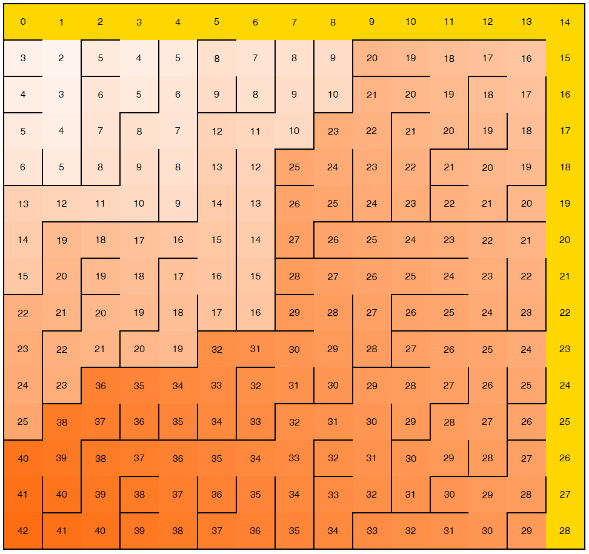 0 1 2 3 4 5 6 7 8 9 10 11 12 13 14
3 2 5 4 5 8 7 8 9 20 19 18 17 16 15
4 3 6 5 6 9 8 9 10 21 20 19 18 17 16
5 4 7 8 7 12 11 10 23 22 21 20 19 18 17
6 5 8 9 8 13 12 25 24 23 22 21 20 19 18
13 12 11 10 9 14 13 26 25 24 23 22 21 20 19
14 19 18 17 16 15 14 27 26 25 24 23 22 21 20
15 20 19 18 17 16 15 28 27 26 25 24 23 22 21
22 21 20 19 18 17 16 29 28 27 26 25 24 23 22
23 22 21 20 19 32 31 30 29 28 27 26 25 24 23
24 23 36 35 34 33 32 31 30 29 28 27 26 25 24
25 38 37 36 35 34 33 32 31 30 29 28 27 26 25
40 39 38 37 36 35 34 33 32 31 30 29 28 27 26
41 40 39 38 37 36 35 34 33 32 31 30 29 28 27
42 41 40 39 38 37 36 35 34 33 32 31 30 29 28